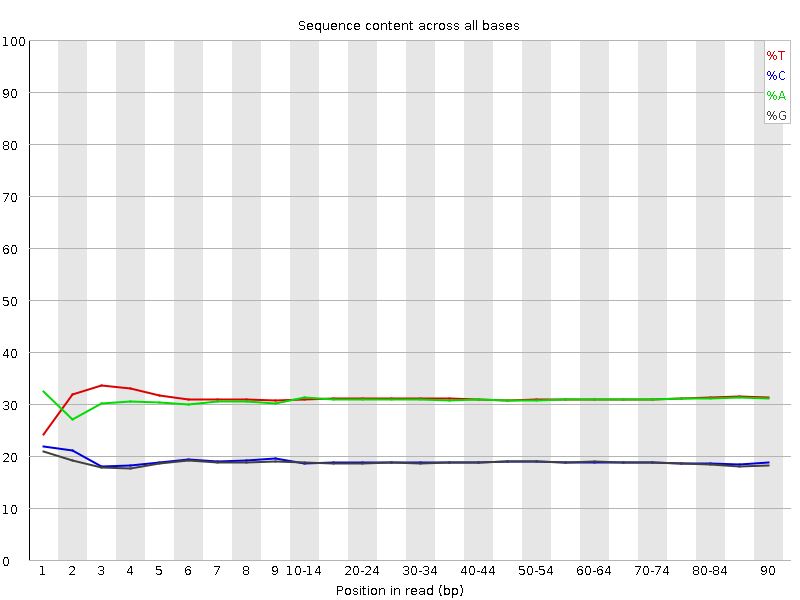 Sequence content across all bases
%T
%C
%A
%G
100
90
80
70
60
50
40
30
20
10
0
1 2 3 4 5 6 7 8 9 10-14 20-24 30-34 40-44 50-54 60-64 70-74 80-84 90
Position in read (bp)